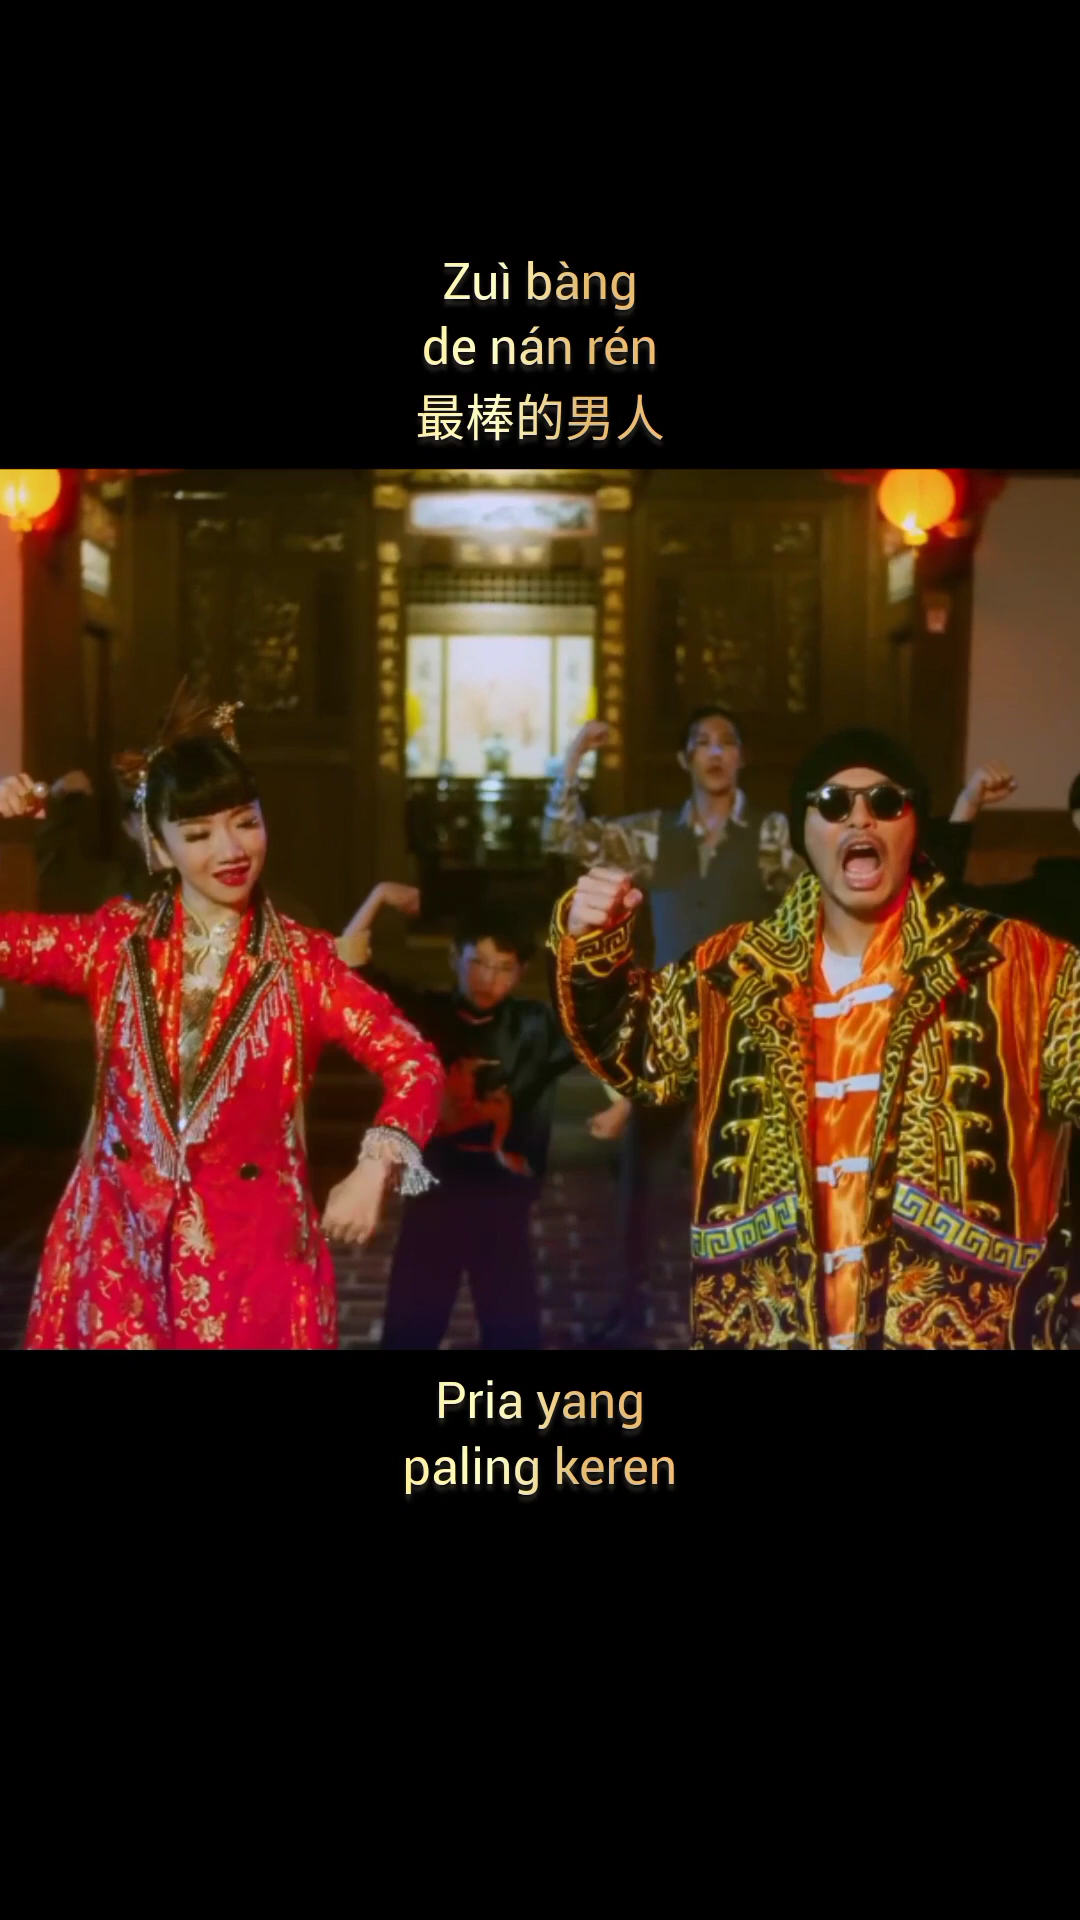 Zuì bàng
de nán rén
最棒的男人
Pria yang
paling keren